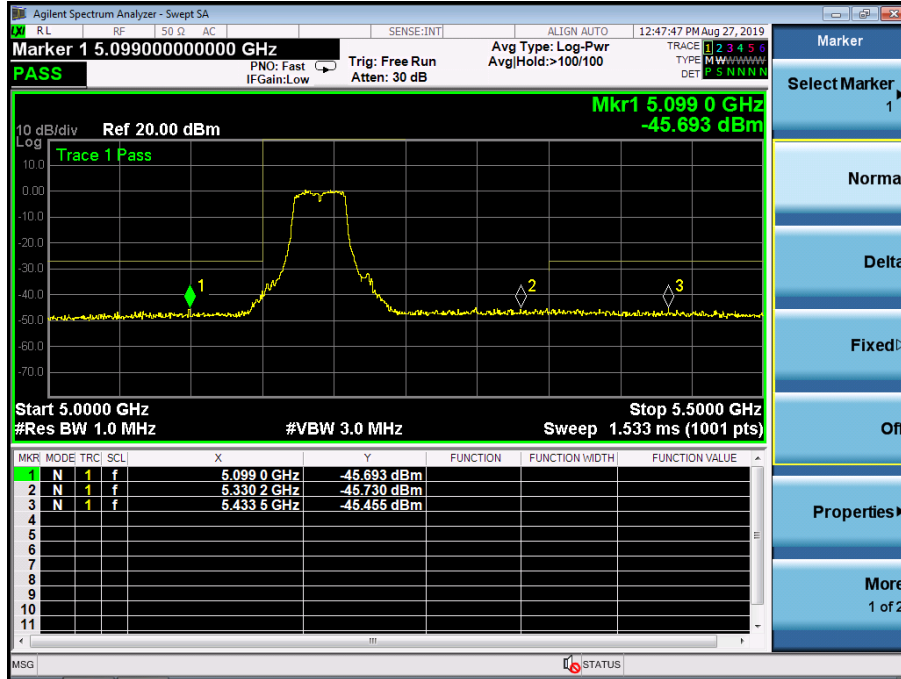 Agilent Spectrum Analyzer - Swept SA
LXI RL RF 50 Ω AC SENSE:INT ALIGN AUTO 12:47:47 PM Aug 27, 2019
Marker 1 5.099000000000 GHz
PASS
PNO: Fast
IFGain:Low
Trig: Free Run
Atten: 30 dB
Avg Type: Log-Pwr
Avg|Hold:>100/100
TRACE 1 2 3 4 5 6
TYPE M W W W W W
DET P S N N N N
Mkr1 5.099 0 GHz
-45.693 dBm
10 dB/div Ref 20.00 dBm
Log
Trace 1 Pass
10.0
0.00
-10.0
-20.0
-30.0
-40.0
-50.0
-60.0
-70.0
1
2
3
Start 5.0000 GHz Stop 5.5000 GHz
#Res BW 1.0 MHz #VBW 3.0 MHz Sweep 1.533 ms (1001 pts)
MKR MODE TRC SCL X Y FUNCTION FUNCTION WIDTH FUNCTION VALUE
1 N 1 f 5.099 0 GHz -45.693 dBm
2 N 1 f 5.330 2 GHz -45.730 dBm
3 N 1 f 5.433 5 GHz -45.455 dBm
4
5
6
7
8
9
10
11
MSG STATUS
Marker
Select Marker
1
Norma
Delta
Fixed
Of
Properties
More
1 of 2